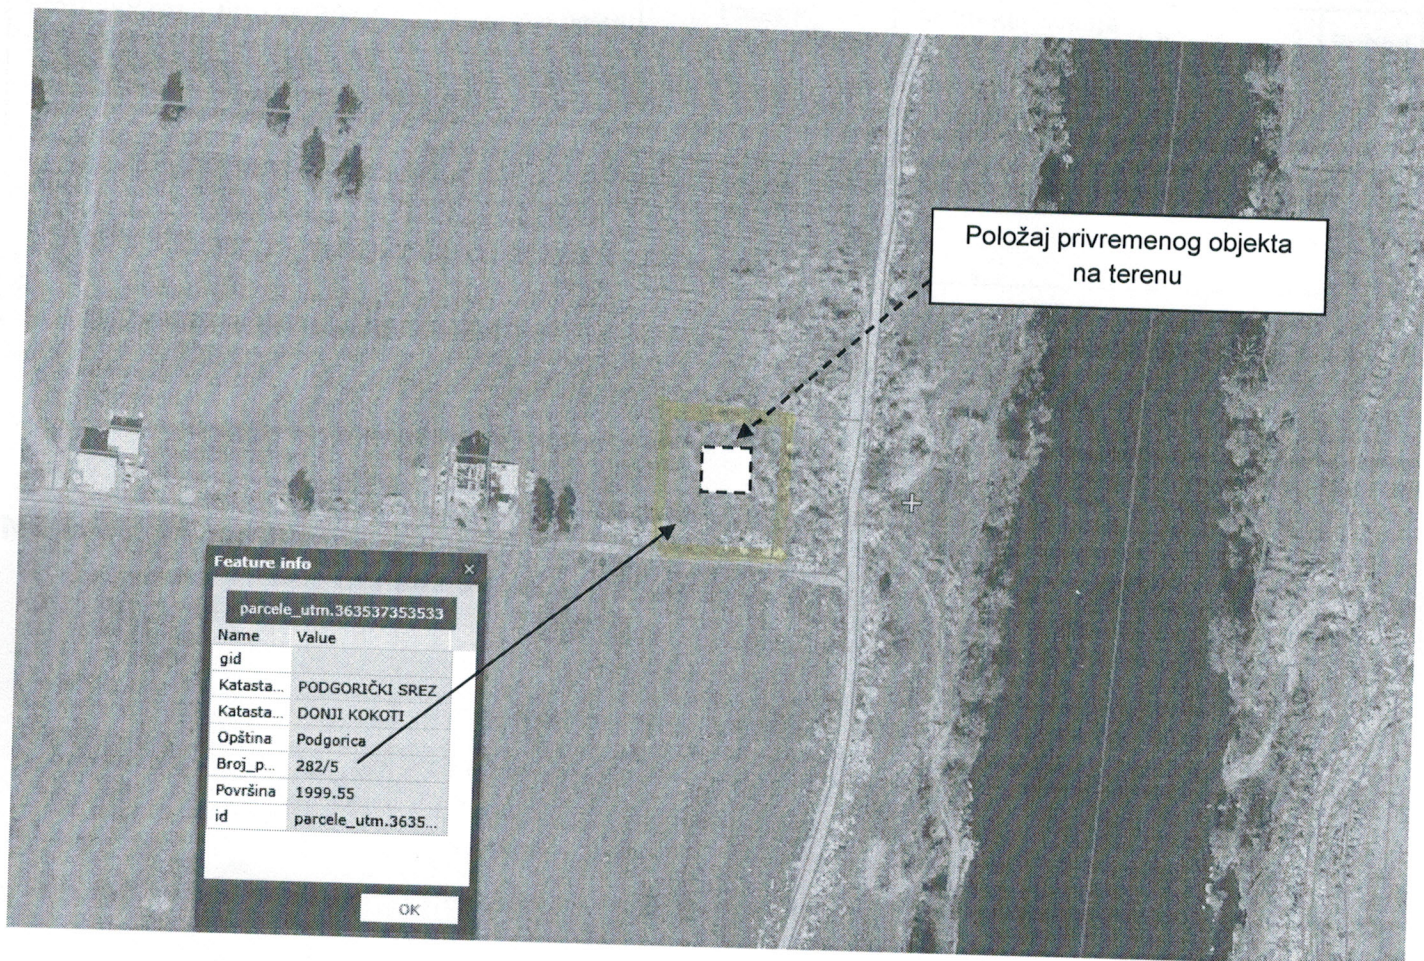 Položaj privremenog objekta
na terenu
Feature info ×
parcele_utm.363537353533
Name Value
gid
Katasta... PODGORIČKI SREZ
Katasta... DONJI KOKOTI
Opština Podgorica
Broj_p... 282/5
Površina 1999.55
id parcele_utm.3635...
OK